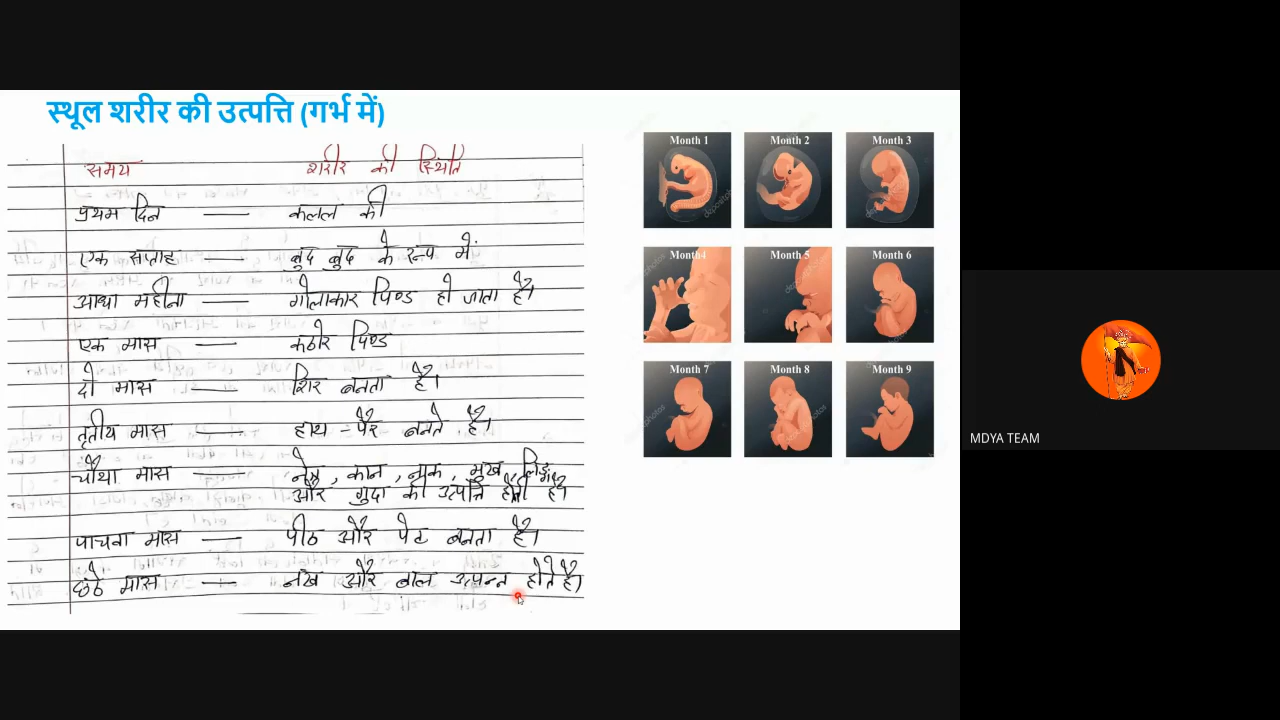 स्थूल शरीर की उत्पत्ति (गर्भ में)
समय शरीर की स्थिति
प्रथम दिन — कलल की
एक सप्ताह — बुद बुद के रूप में
आधा महीना — गोलाकार पिण्ड हो जाता है।
एक मास — कठोर पिण्ड
दो मास — शिर बनता है।
तृतीय मास — हाथ - पैर बनते है।
चौथा मास — नेत्र, कान, नाक, मुख लिङ्ग
और गुदा की उत्पत्ति होती है।
पाचवा मास — पीठ और पेट बनता है।
छठे मास — नख और बाल उत्पन्न होते है।
Month 1 Month 2 Month 3
Month4 Month 5 Month 6
Month 7 Month 8 Month 9
MDYA TEAM